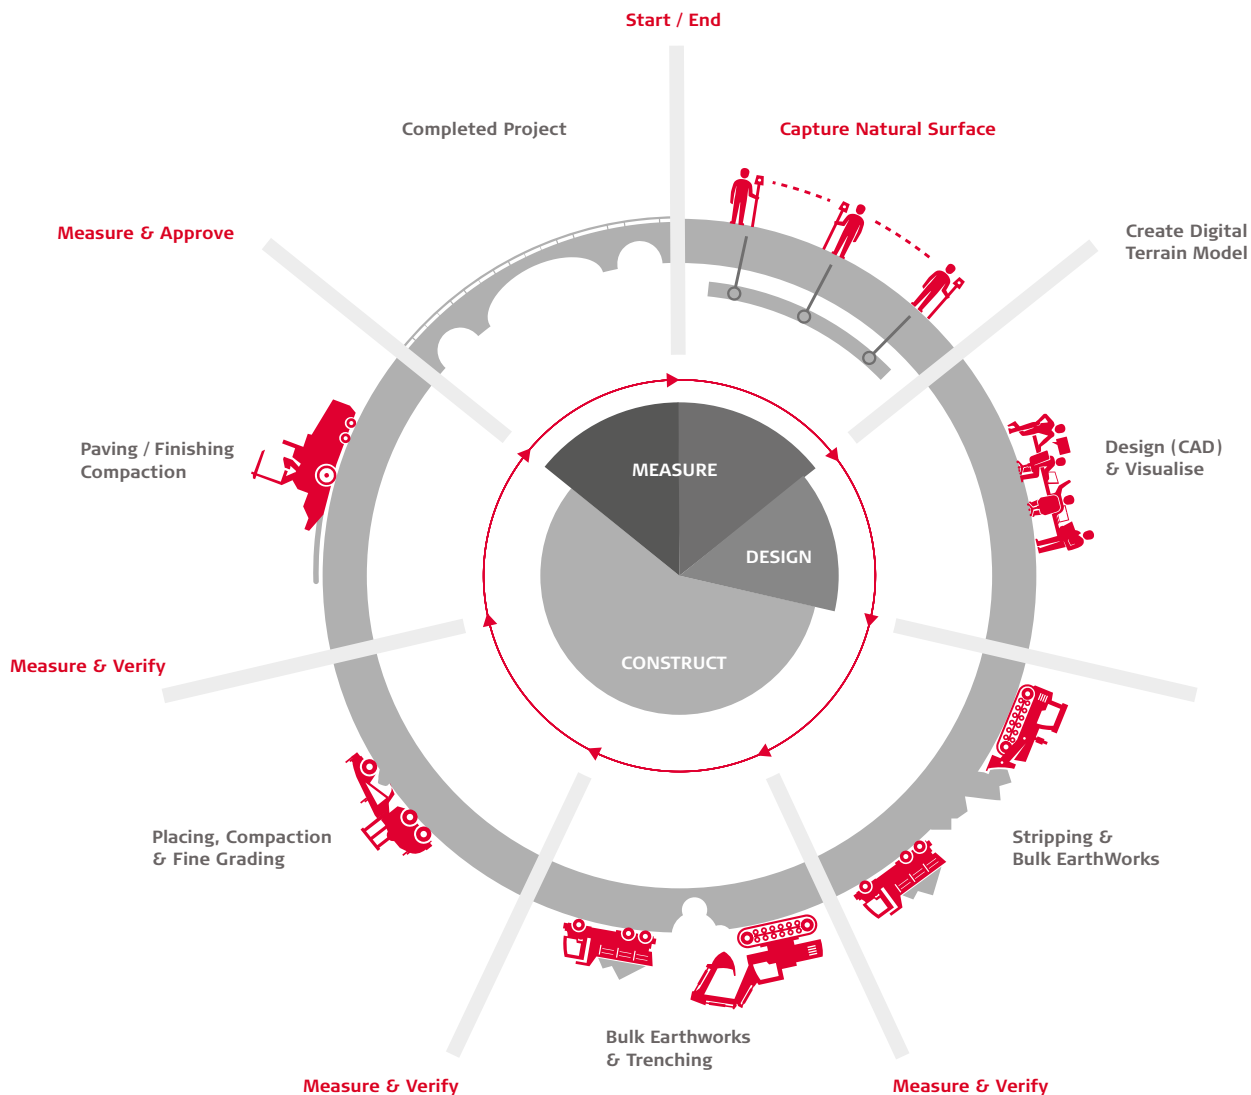 Start / End
Capture Natural Surface
Create Digital
Terrain Model
Design (CAD)
& Visualise
Stripping &
Bulk EarthWorks
Measure & Verify
Bulk Earthworks
& Trenching
Measure & Verify
Placing, Compaction
& Fine Grading
Measure & Verify
Paving / Finishing
Compaction
Measure & Approve
Completed Project
MEASURE
DESIGN
CONSTRUCT